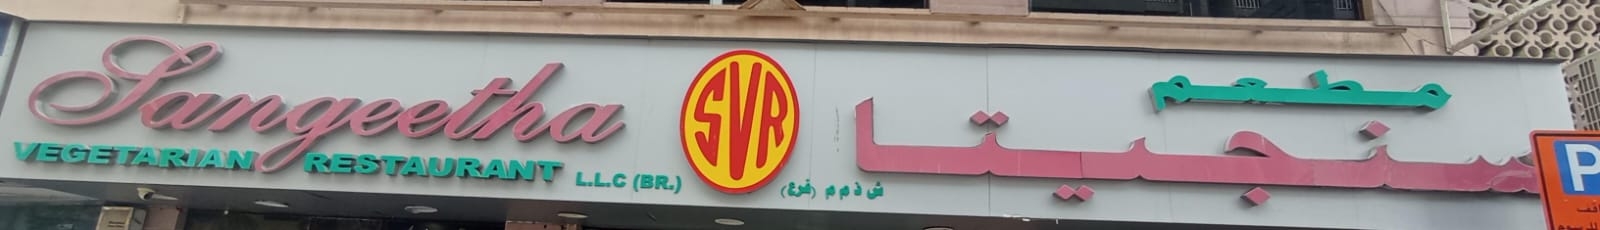 Sangeetha
VEGETARIAN RESTAURANT L.L.C (BR.)
SVR
مطعم
سنجيتا
ش ذ م م (فرع)
P